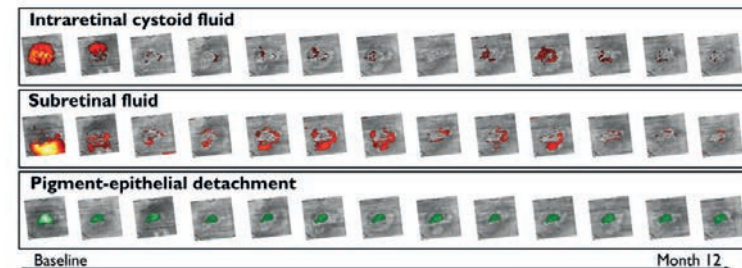 Intraretinal cystoid fluid
Subretinal fluid
Pigment-epithelial detachment
Baseline
Month 12